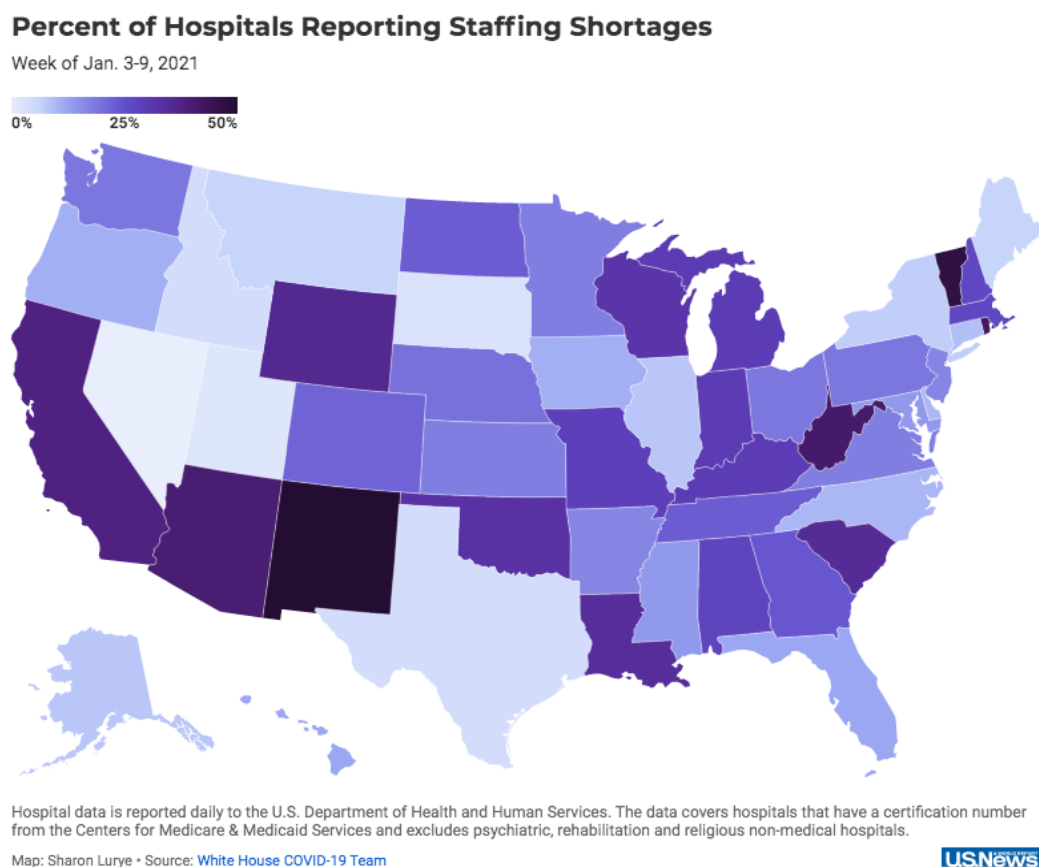 Percent of Hospitals Reporting Staffing Shortages
Week of Jan. 3-9, 2021
0% 25% 50%
Hospital data is reported daily to the U.S. Department of Health and Human Services. The data covers hospitals that have a certification number
from the Centers for Medicare & Medicaid Services and excludes psychiatric, rehabilitation and religious non-medical hospitals.
Map: Sharon Lurye • Source: White House COVID-19 Team
U.S.News